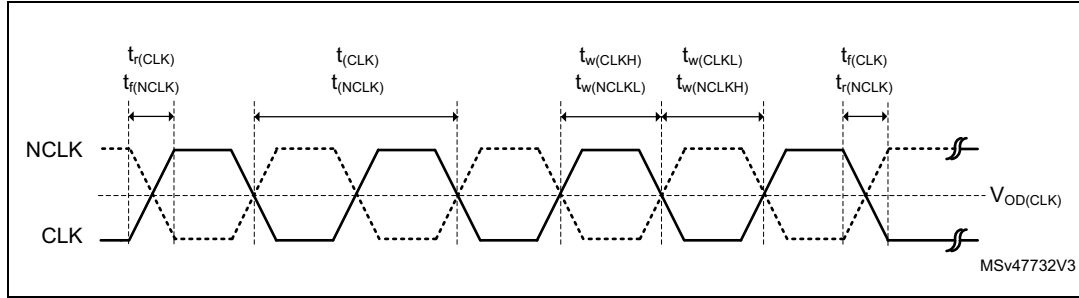 tr(CLK)
tf(NCLK)
t(CLK)
t(NCLK)
tw(CLKH)
tw(NCLKL)
tw(CLKL)
tw(NCLKH)
tf(CLK)
tr(NCLK)
NCLK
VOD(CLK)
CLK
MSv47732V3